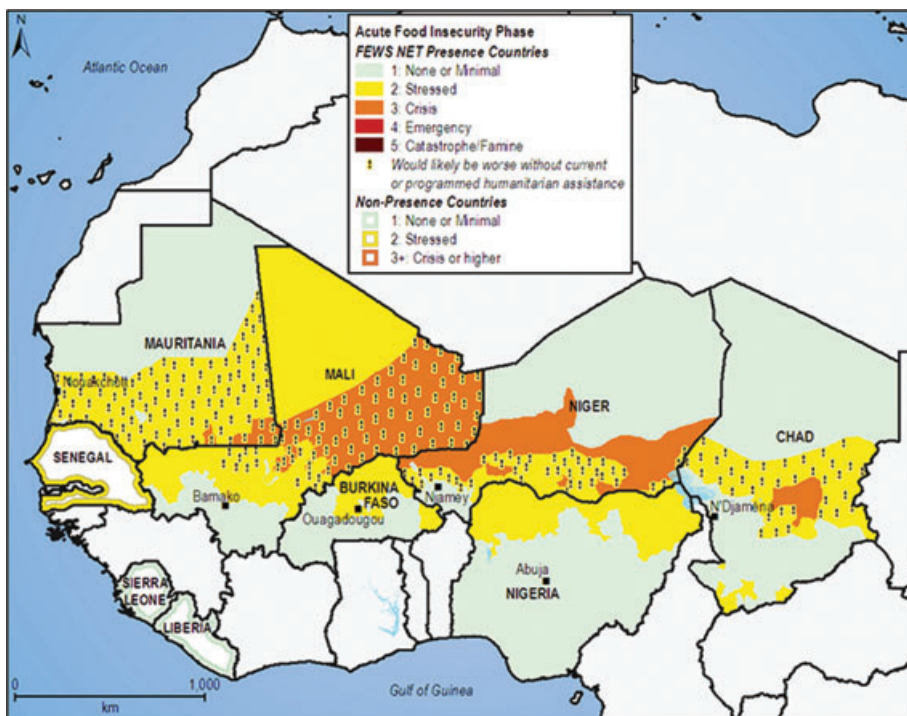 N
Atlantic Ocean
Acute Food Insecurity Phase
FEWS NET Presence Countries
1: None or Minimal
2: Stressed
3: Crisis
4: Emergency
5: Catastrophe/Famine
Would likely be worse without current
or programmed humanitarian assistance
Non-Presence Countries
1: None or Minimal
2: Stressed
3+: Crisis or higher
MAURITANIA
Nouakchott
MALI
NIGER
CHAD
SENEGAL
Bamako
BURKINA
FASO
Ouagadougou
Niamey
N'Djaména
SIERRA
LEONE
LIBERIA
Abuja
NIGERIA
0
1,000
km
Gulf of Guinea